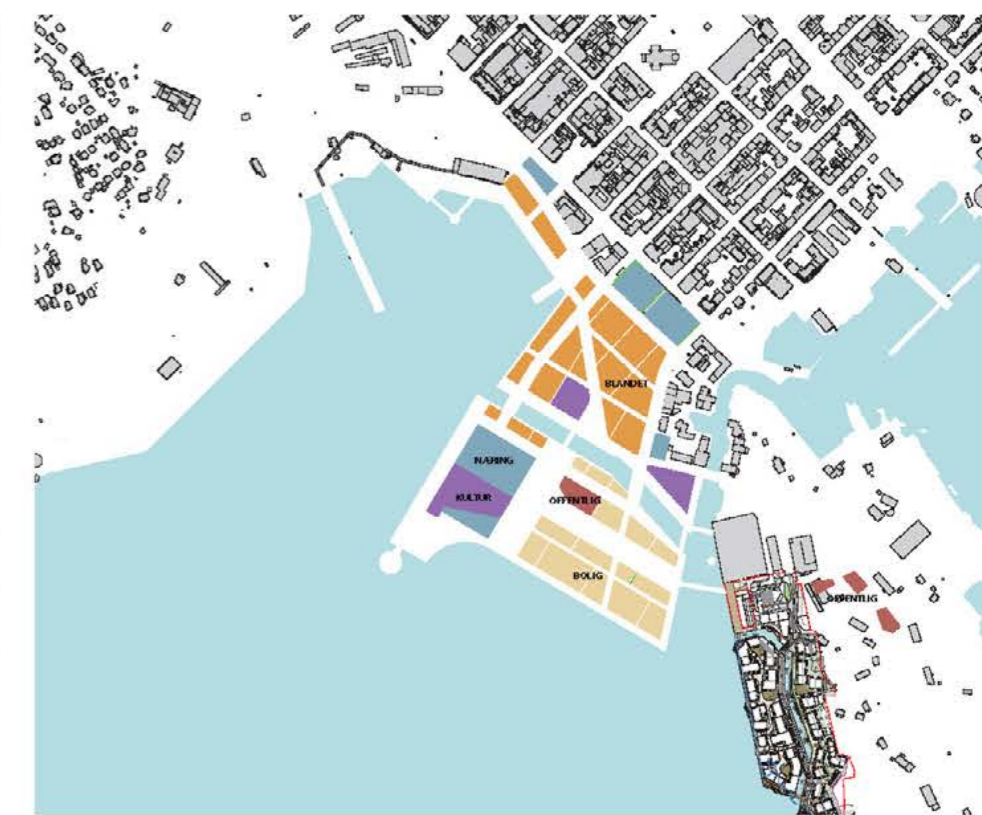 BLANDET
NÆRING
KULTUR
OFFENTLIG
BOLIG
OFFENTLIG